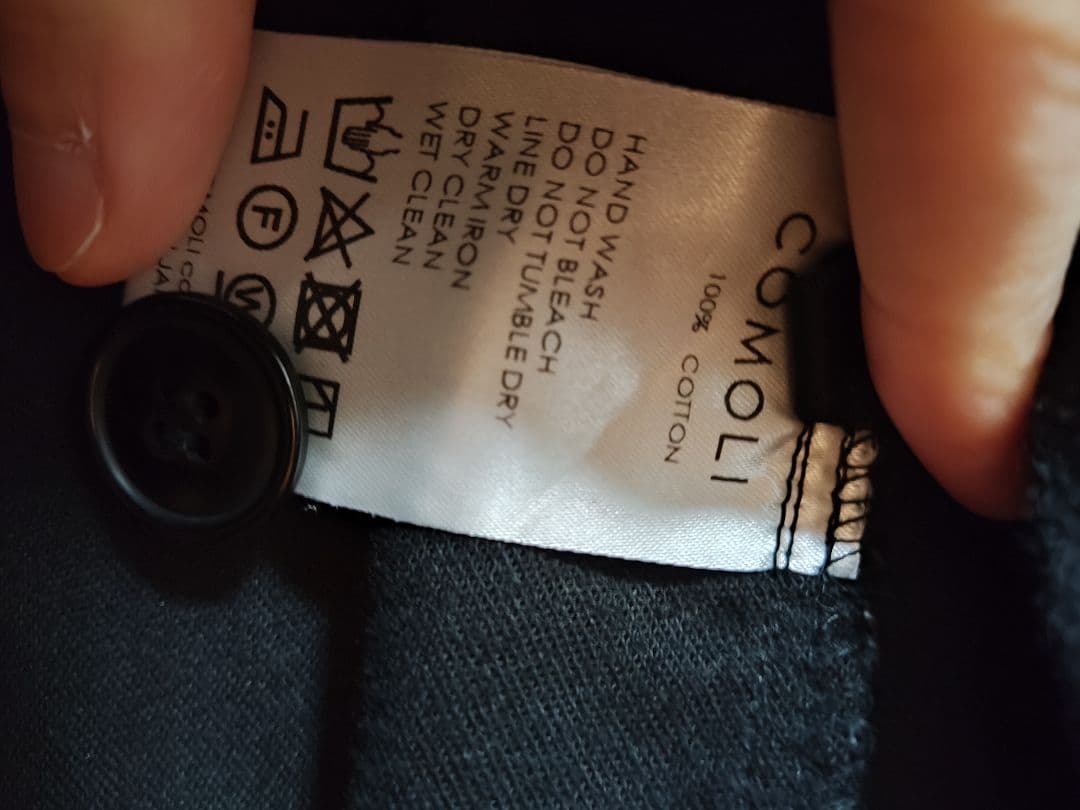 COMOLI
100% COTTON
HAND WASH
DO NOT BLEACH
DO NOT TUMBLE DRY
LINE DRY
WARM IRON
DRY CLEAN
WET CLEAN
F W